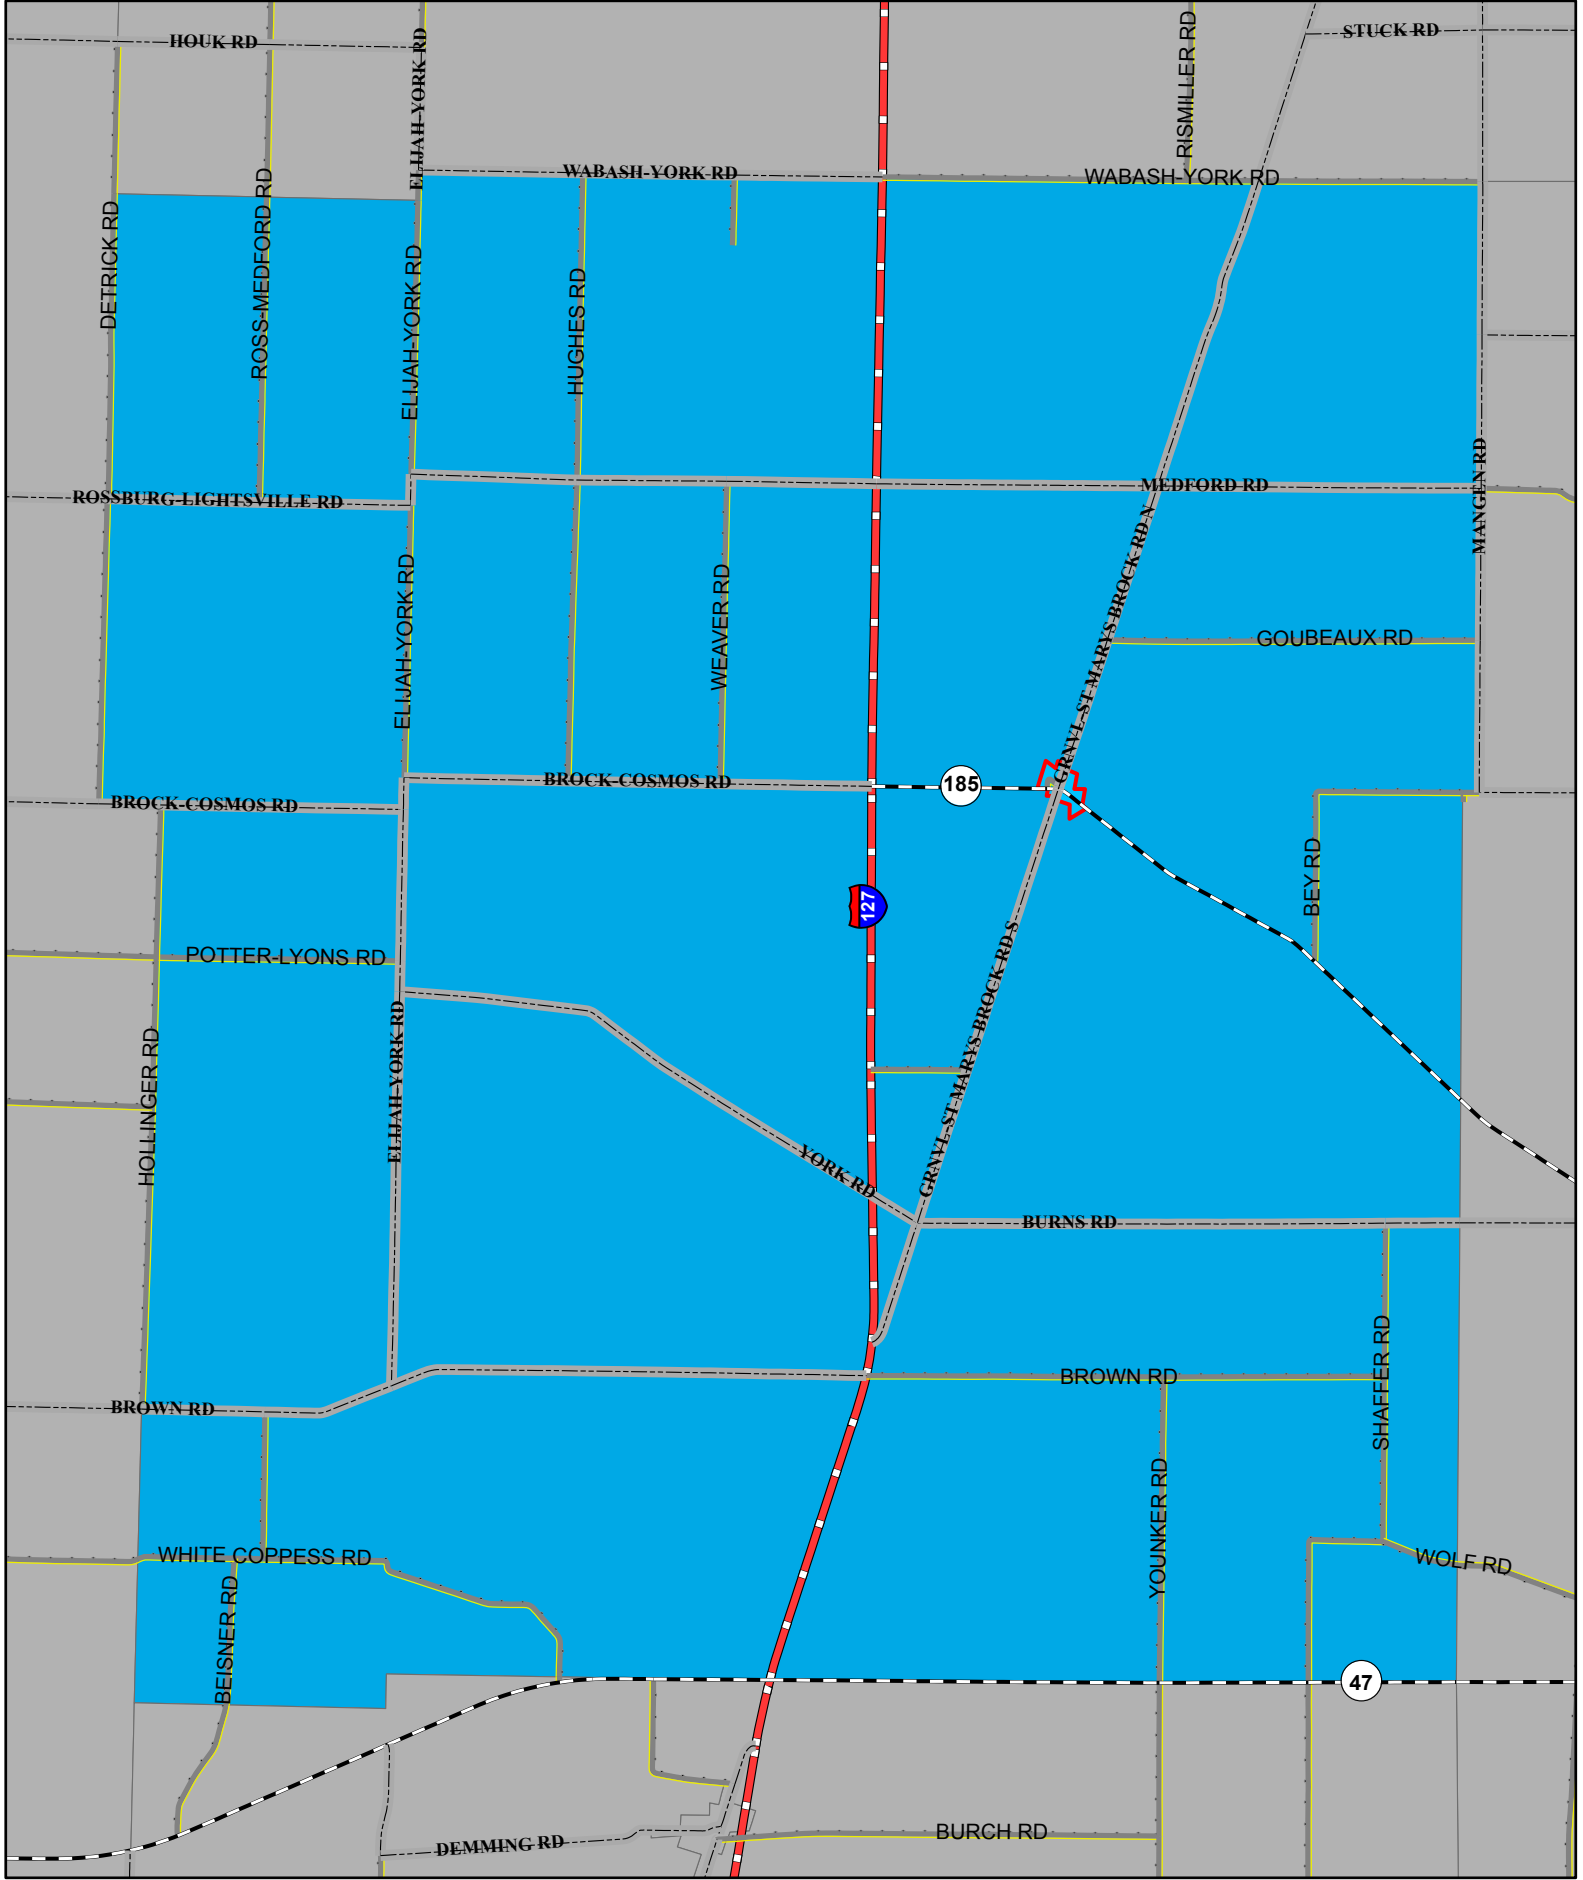 STUCK RD
HOUK RD
ELIJAH-YORK RD
RISMILLER RD
WABASH-YORK RD
WABASH-YORK RD
DETRICK RD
ROSS-MEDFORD RD
ELIJAH-YORK RD
HUGHES RD
MEDFORD RD
MANGEN RD
ROSSBURG-LIGHTSVILLE RD
ELIJAH-YORK RD
WEAVER RD
GRNVL-ST MARYS BROCK RD N
GOUBEAUX RD
BROCK-COSMOS RD
185
BROCK-COSMOS RD
BEY RD
127
POTTER-LYONS RD
HOLLINGER RD
ELIJAH-YORK RD
GRNVL-ST MARYS BROCK RD S
YORK RD
BURNS RD
BROWN RD
SHAFFER RD
BROWN RD
YOUNKER RD
WHITE COPPESS RD
WOLF RD
BEISNER RD
47
BURCH RD
DEMMING RD